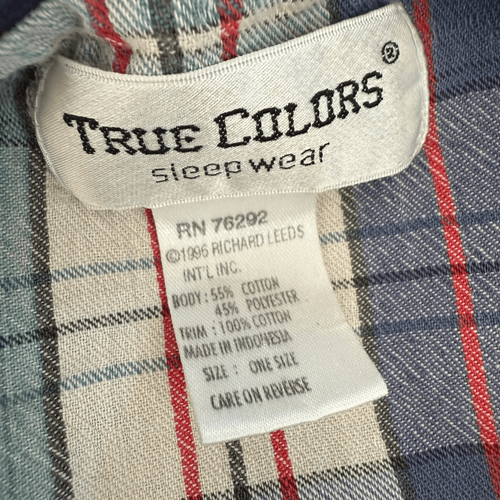 TRUE COLORS®
sleepwear
RN 76292
©1996 RICHARD LEEDS
INT'L INC.
BODY: 55% COTTON
45% POLYESTER
TRIM: 100% COTTON
MADE IN INDONESIA
SIZE: ONE SIZE
CARE ON REVERSE